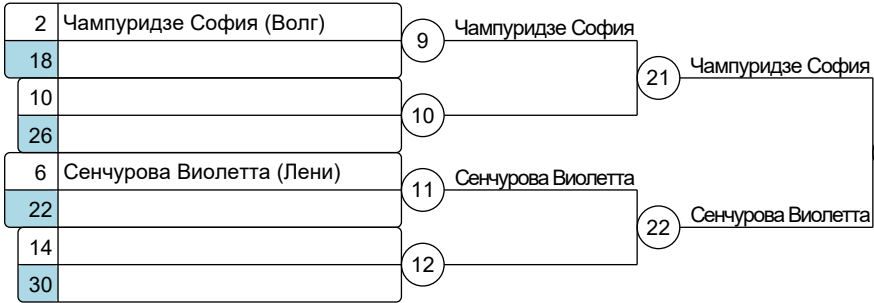 2 Чампуридзе София (Волг)
18
9 Чампуридзе София
10
26
10
21 Чампуридзе София
6 Сенчурова Виолетта (Лени)
22
11 Сенчурова Виолетта
14
30
12
22 Сенчурова Виолетта